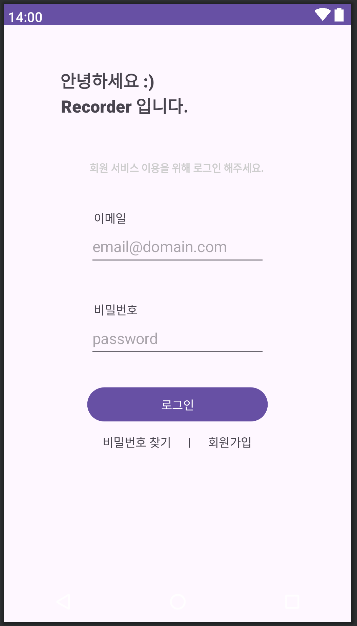 14:00
안녕하세요 :)
Recorder 입니다.
회원 서비스 이용을 위해 로그인 해주세요.
이메일
email@domain.com
비밀번호
password
로그인
비밀번호 찾기 | 회원가입